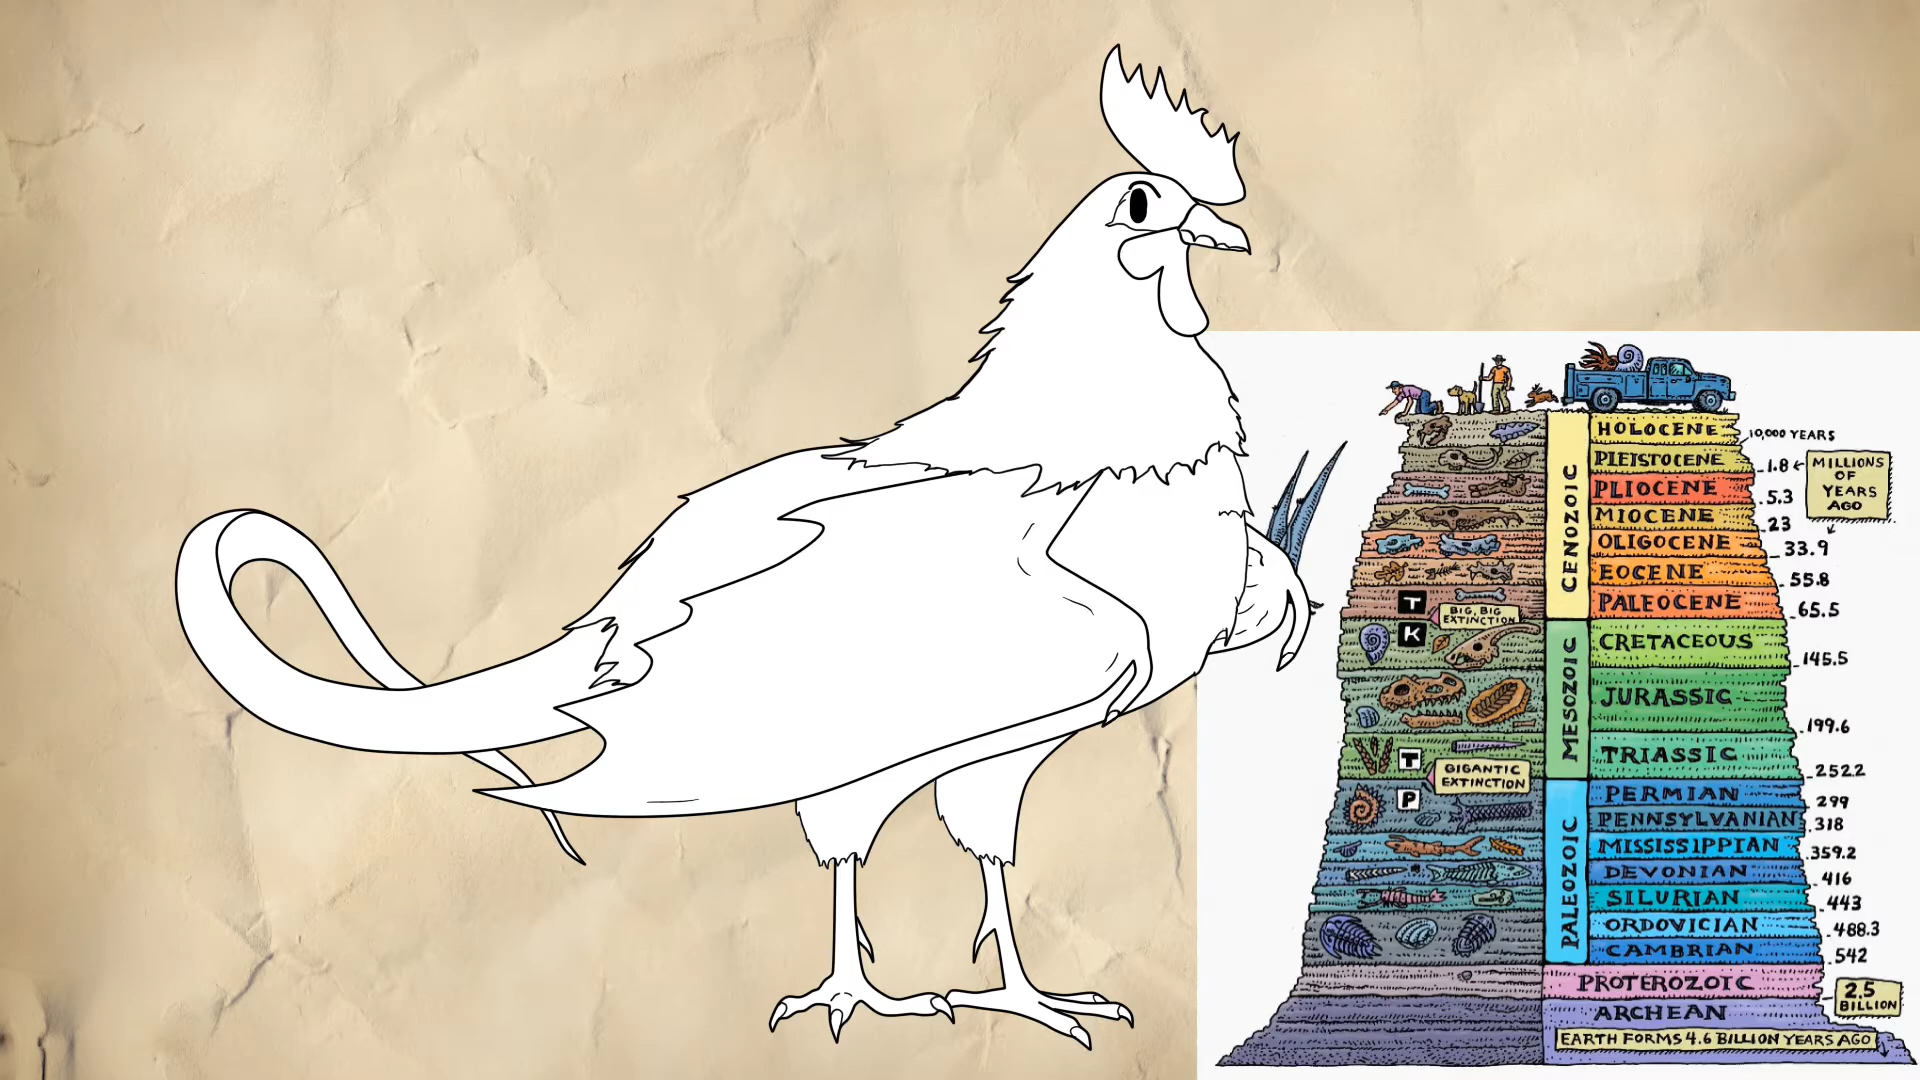 HOLOCENE
10,000 YEARS
PLEISTOCENE
1.8
MILLIONS
OF
YEARS
AGO
PLIOCENE
5.3
MIOCENE
23
OLIGOCENE
33.9
EOCENE
55.8
PALEOCENE
65.5
CENOZOIC
T
K
BIG, BIG
EXTINCTION
CRETACEOUS
145.5
JURASSIC
199.6
TRIASSIC
252.2
MESOZOIC
T
P
GIGANTIC
EXTINCTION
PERMIAN
299
PENNSYLVANIAN
318
MISSISSIPPIAN
359.2
DEVONIAN
416
SILURIAN
443
ORDOVICIAN
488.3
CAMBRIAN
542
PALEOZOIC
PROTEROZOIC
2.5
BILLION
ARCHEAN
EARTH FORMS 4.6 BILLION YEARS AGO